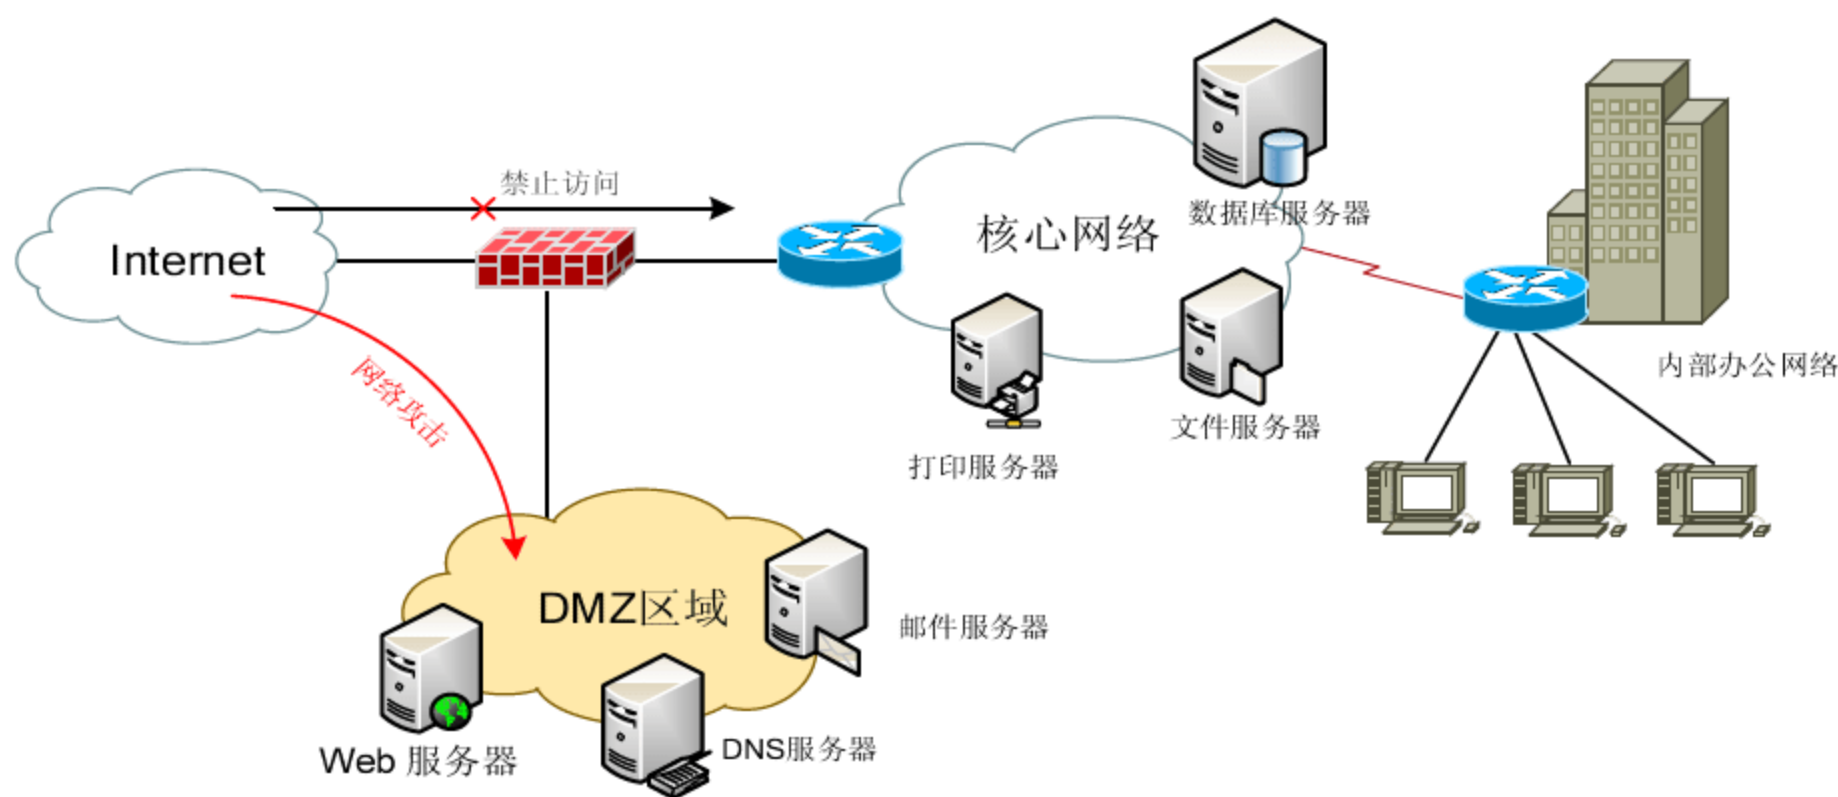 禁止访问
数据库服务器
核心网络
Internet
内部办公网络
网络攻击
文件服务器
打印服务器
DMZ区域
邮件服务器
DNS服务器
Web 服务器